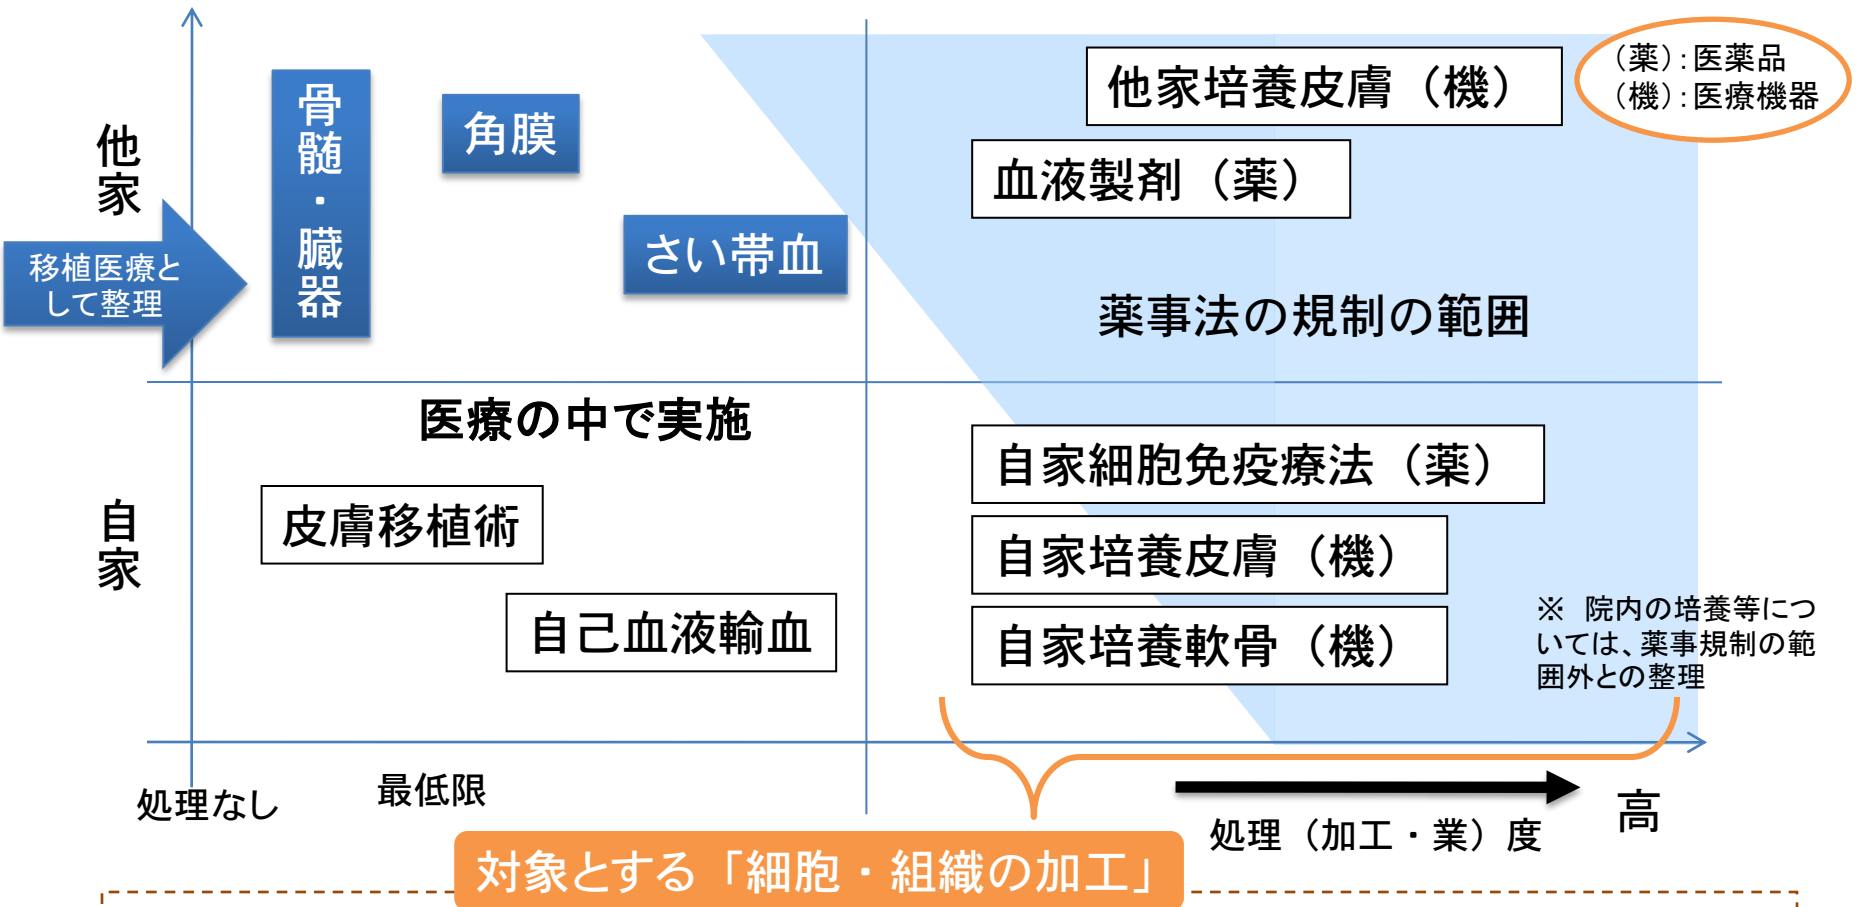 他家
骨髄・臓器
角膜
さい帯血
移植医療と
して整理
他家培養皮膚（機）
血液製剤（薬）
（薬）：医薬品
（機）：医療機器
薬事法の規制の範囲
医療の中で実施
自家
皮膚移植術
自己血液輸血
自家細胞免疫療法（薬）
自家培養皮膚（機）
自家培養軟骨（機）
※　院内の培養等につ
いては、薬事規制の範
囲外との整理
処理なし
最低限
処理（加工・業）度
高
対象とする「細胞・組織の加工」